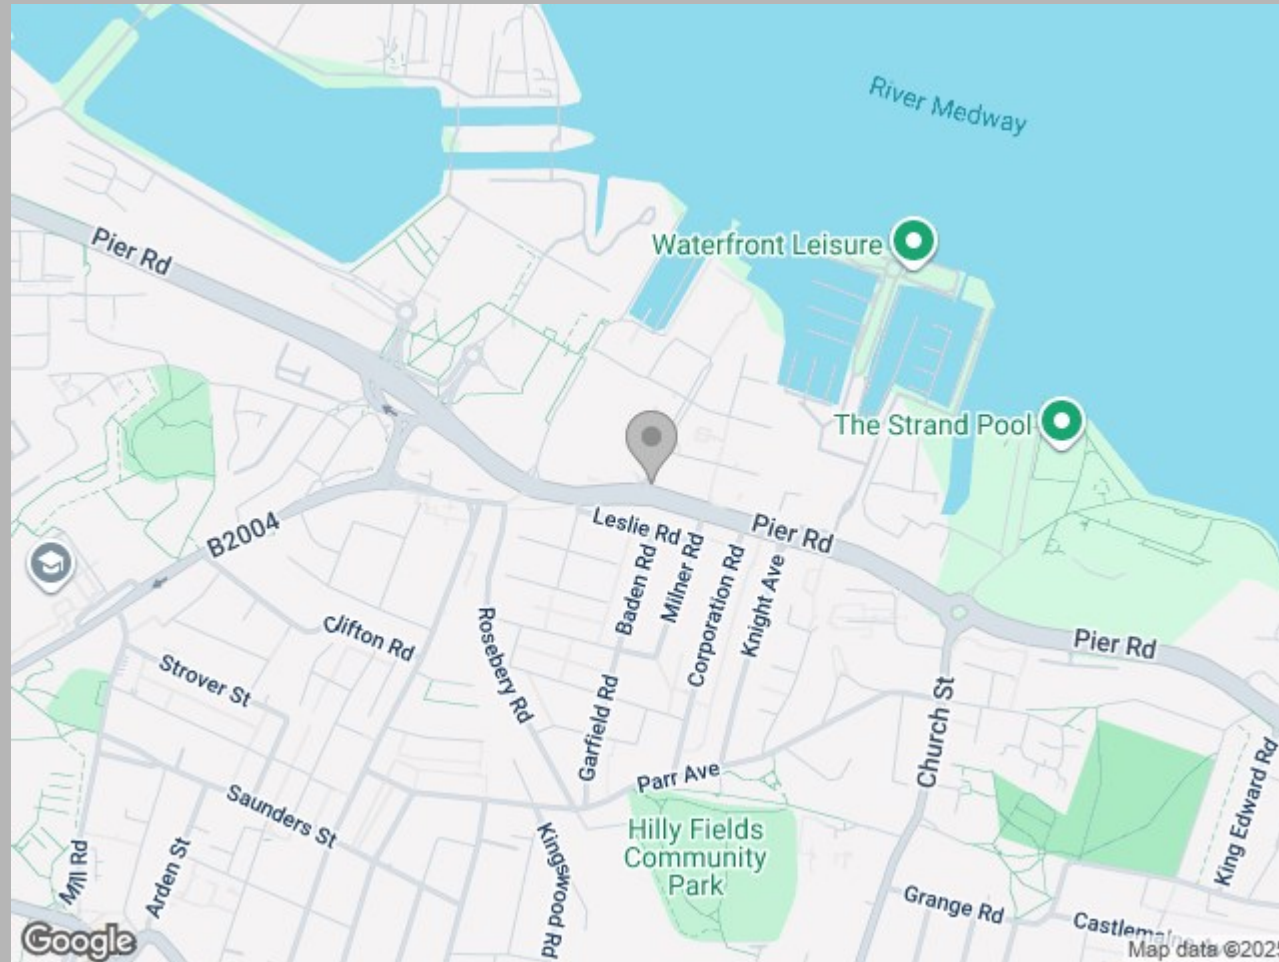 River Medway
Waterfront Leisure
Pier Rd
The Strand Pool
B2004
Leslie Rd
Pier Rd
Baden Rd
Milner Rd
Corporation Rd
Knight Ave
Clifton Rd
Rosebery Rd
Strover St
Garfield Rd
Pier Rd
Church St
Parr Ave
Saunders St
King Edward Rd
Mill Rd
Arden St
Kingswood Rd
Hilly Fields
Community
Park
Grange Rd
Google
Map data ©2025